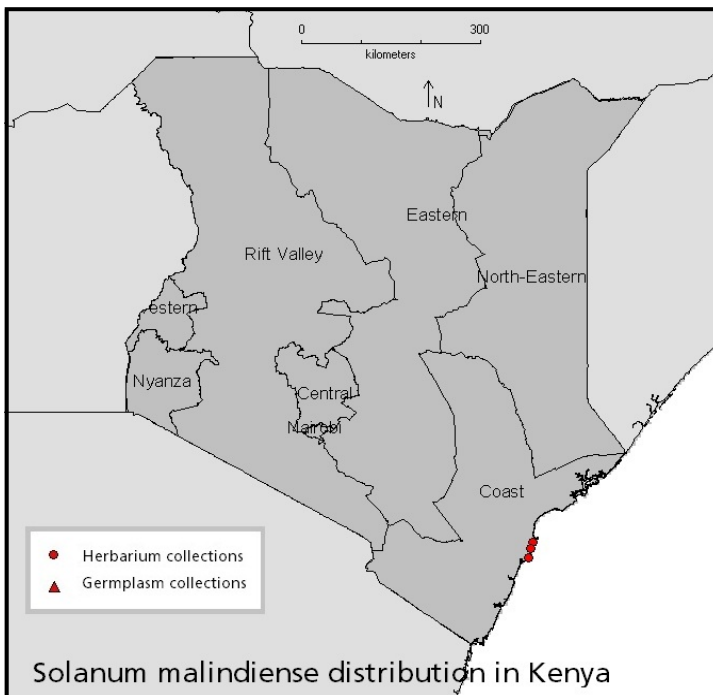 0 300
kilometers
N
Eastern
Rift Valley
North-Eastern
estern
Nyanza
Central
Nairobi
Coast
Herbarium collections
Germplasm collections
Solanum malindiense distribution in Kenya